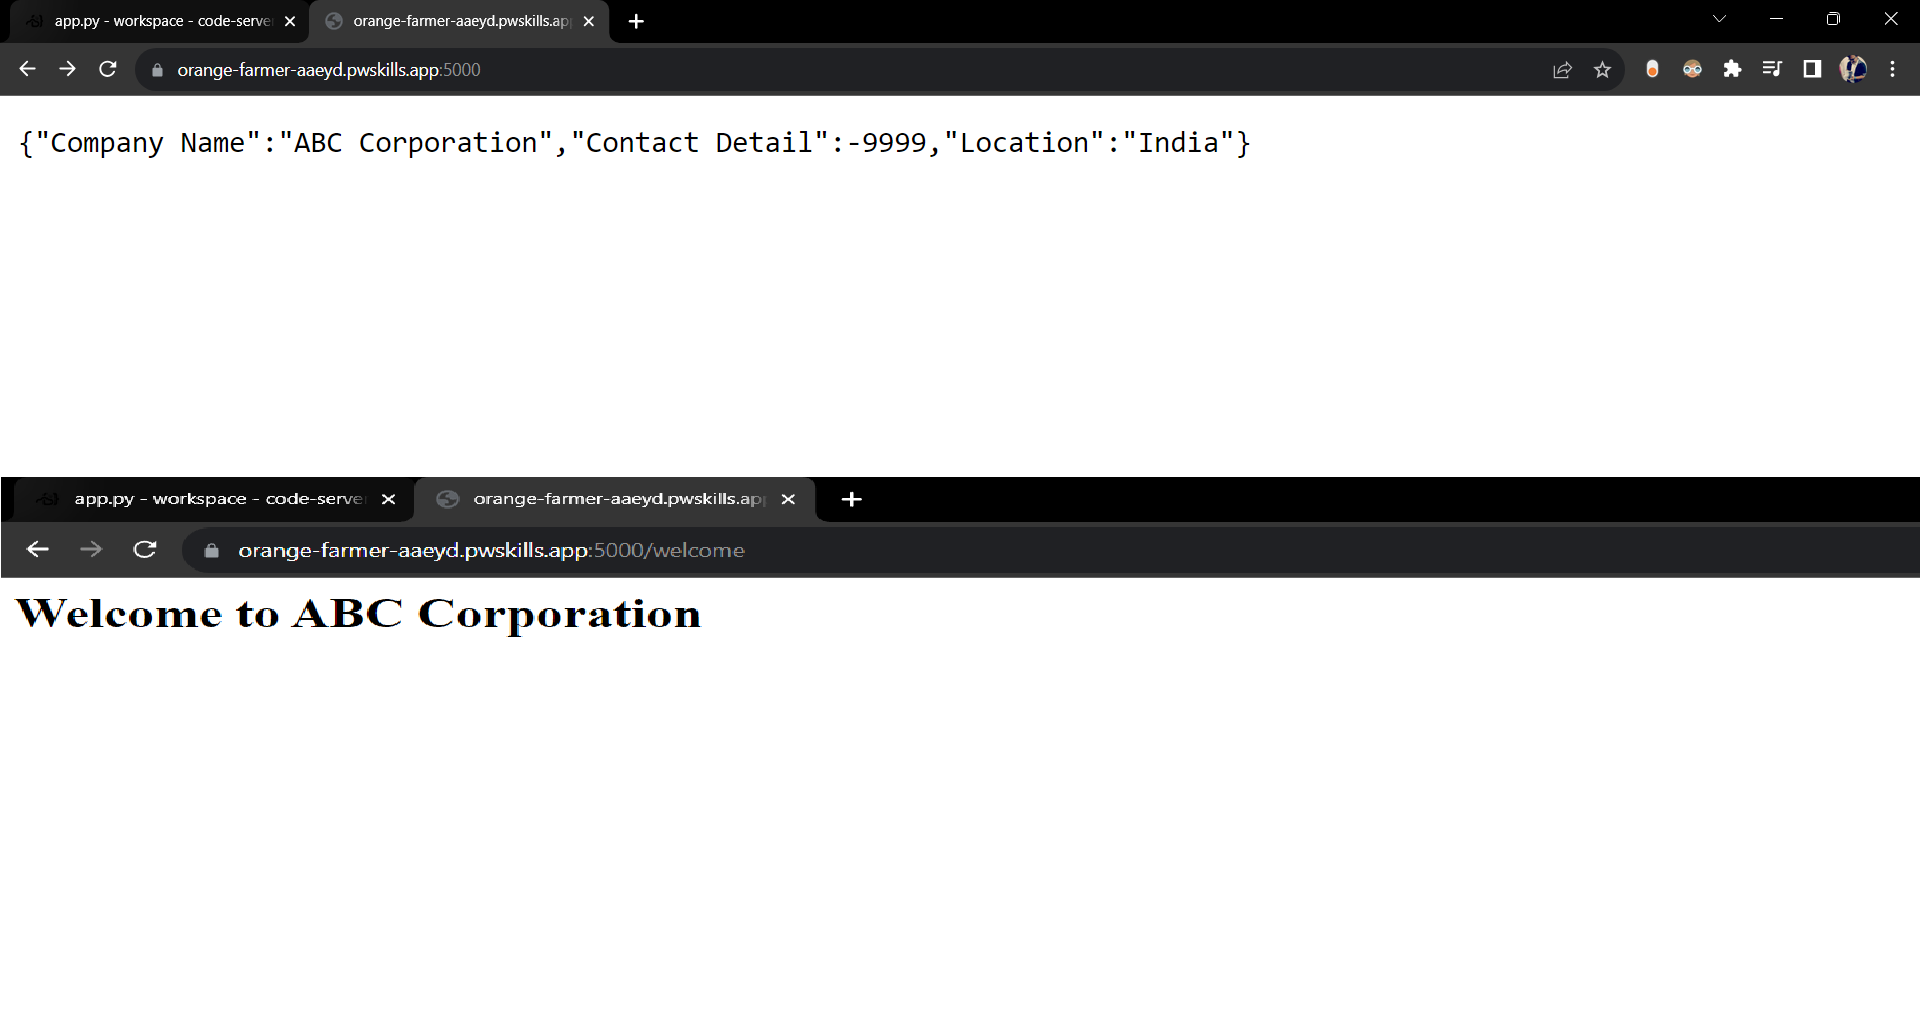 app.py - workspace - code-serve
orange-farmer-aaeyd.pwskills.ap
orange-farmer-aaeyd.pwskills.app:5000
{"Company Name":"ABC Corporation","Contact Detail":-9999,"Location":"India"}
app.py - workspace - code-serve
orange-farmer-aaeyd.pwskills.ap
orange-farmer-aaeyd.pwskills.app:5000/welcome
Welcome to ABC Corporation